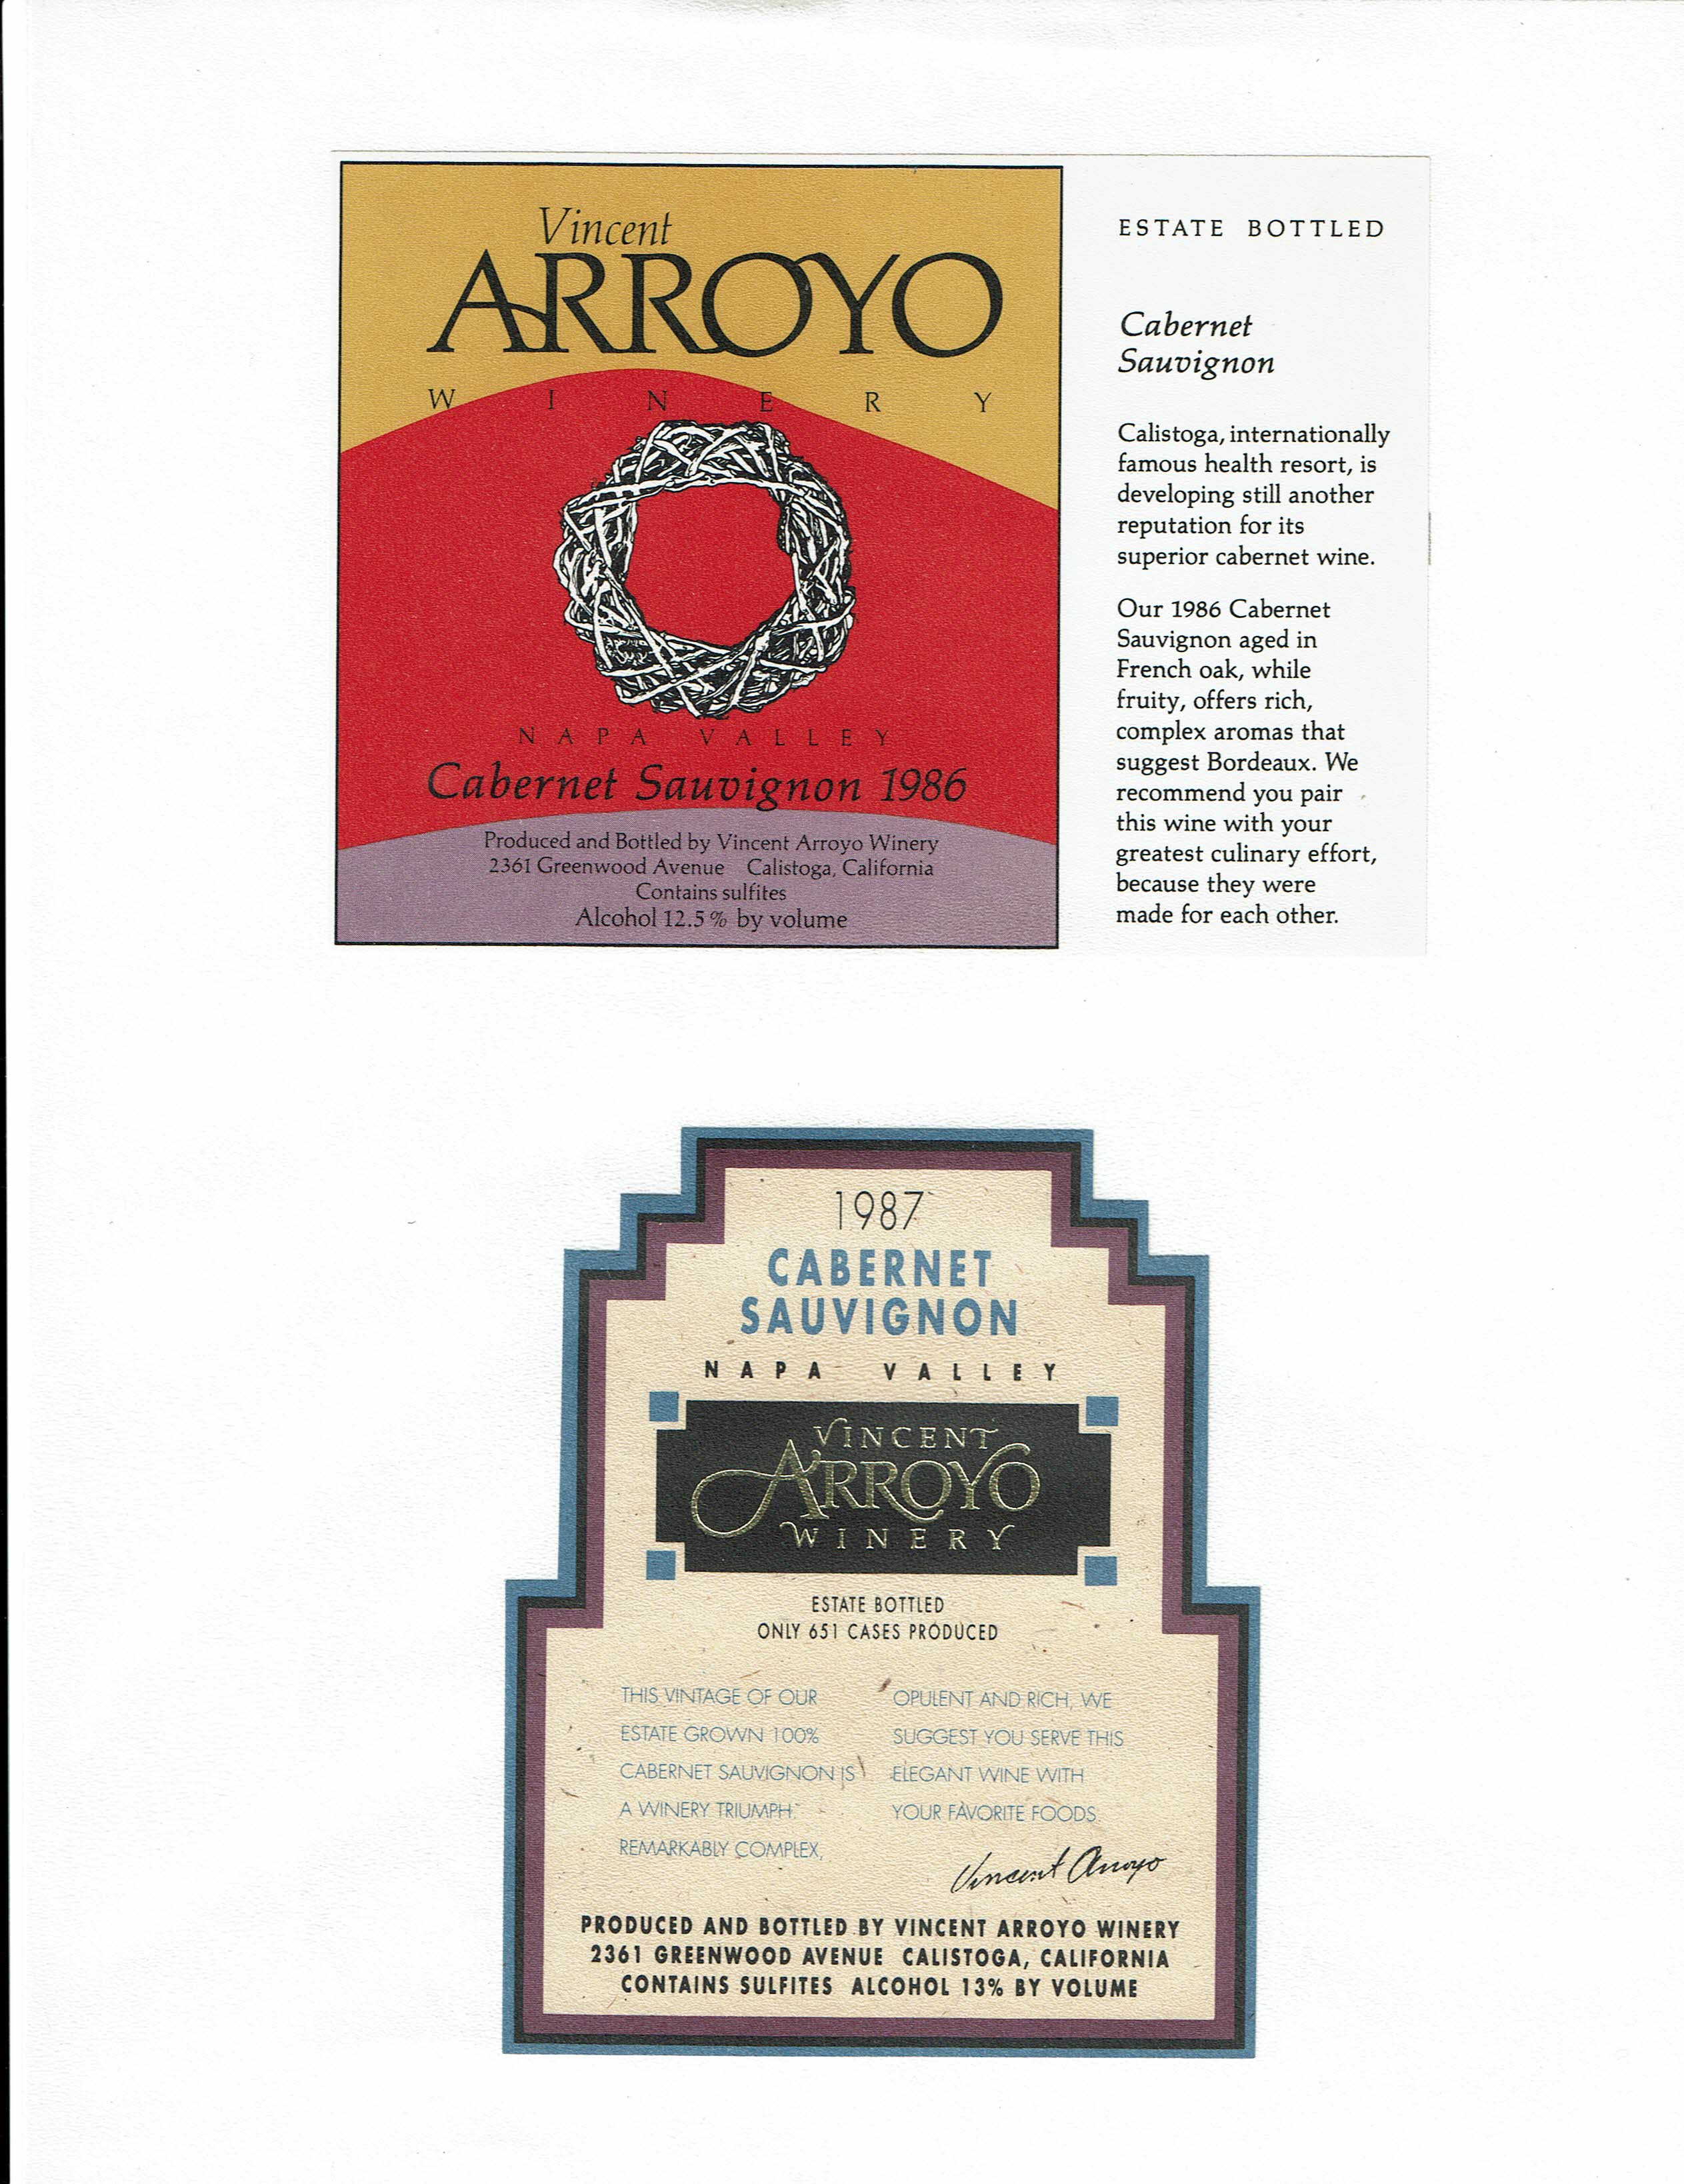 Vincent
ARROYO
WINERY
NAPA VALLEY
Cabernet Sauvignon 1986
Produced and Bottled by Vincent Arroyo Winery
2361 Greenwood Avenue Calistoga, California
Contains sulfites
Alcohol 12.5% by volume
ESTATE BOTTLED
Cabernet
Sauvignon
Calistoga, internationally
famous health resort, is
developing still another
reputation for its
superior cabernet wine.
Our 1986 Cabernet
Sauvignon aged in
French oak, while
fruity, offers rich,
complex aromas that
suggest Bordeaux. We
recommend you pair
this wine with your
greatest culinary effort,
because they were
made for each other.
1987
CABERNET
SAUVIGNON
NAPA VALLEY
VINCENT
ARROYO
WINERY
ESTATE BOTTLED
ONLY 651 CASES PRODUCED
THIS VINTAGE OF OUR
ESTATE GROWN 100%
CABERNET SAUVIGNON IS
A WINERY TRIUMPH.
REMARKABLY COMPLEX,
OPULENT AND RICH, WE
SUGGEST YOU SERVE THIS
ELEGANT WINE WITH
YOUR FAVORITE FOODS.
Vincent Arroyo
PRODUCED AND BOTTLED BY VINCENT ARROYO WINERY
2361 GREENWOOD AVENUE CALISTOGA, CALIFORNIA
CONTAINS SULFITES ALCOHOL 13% BY VOLUME